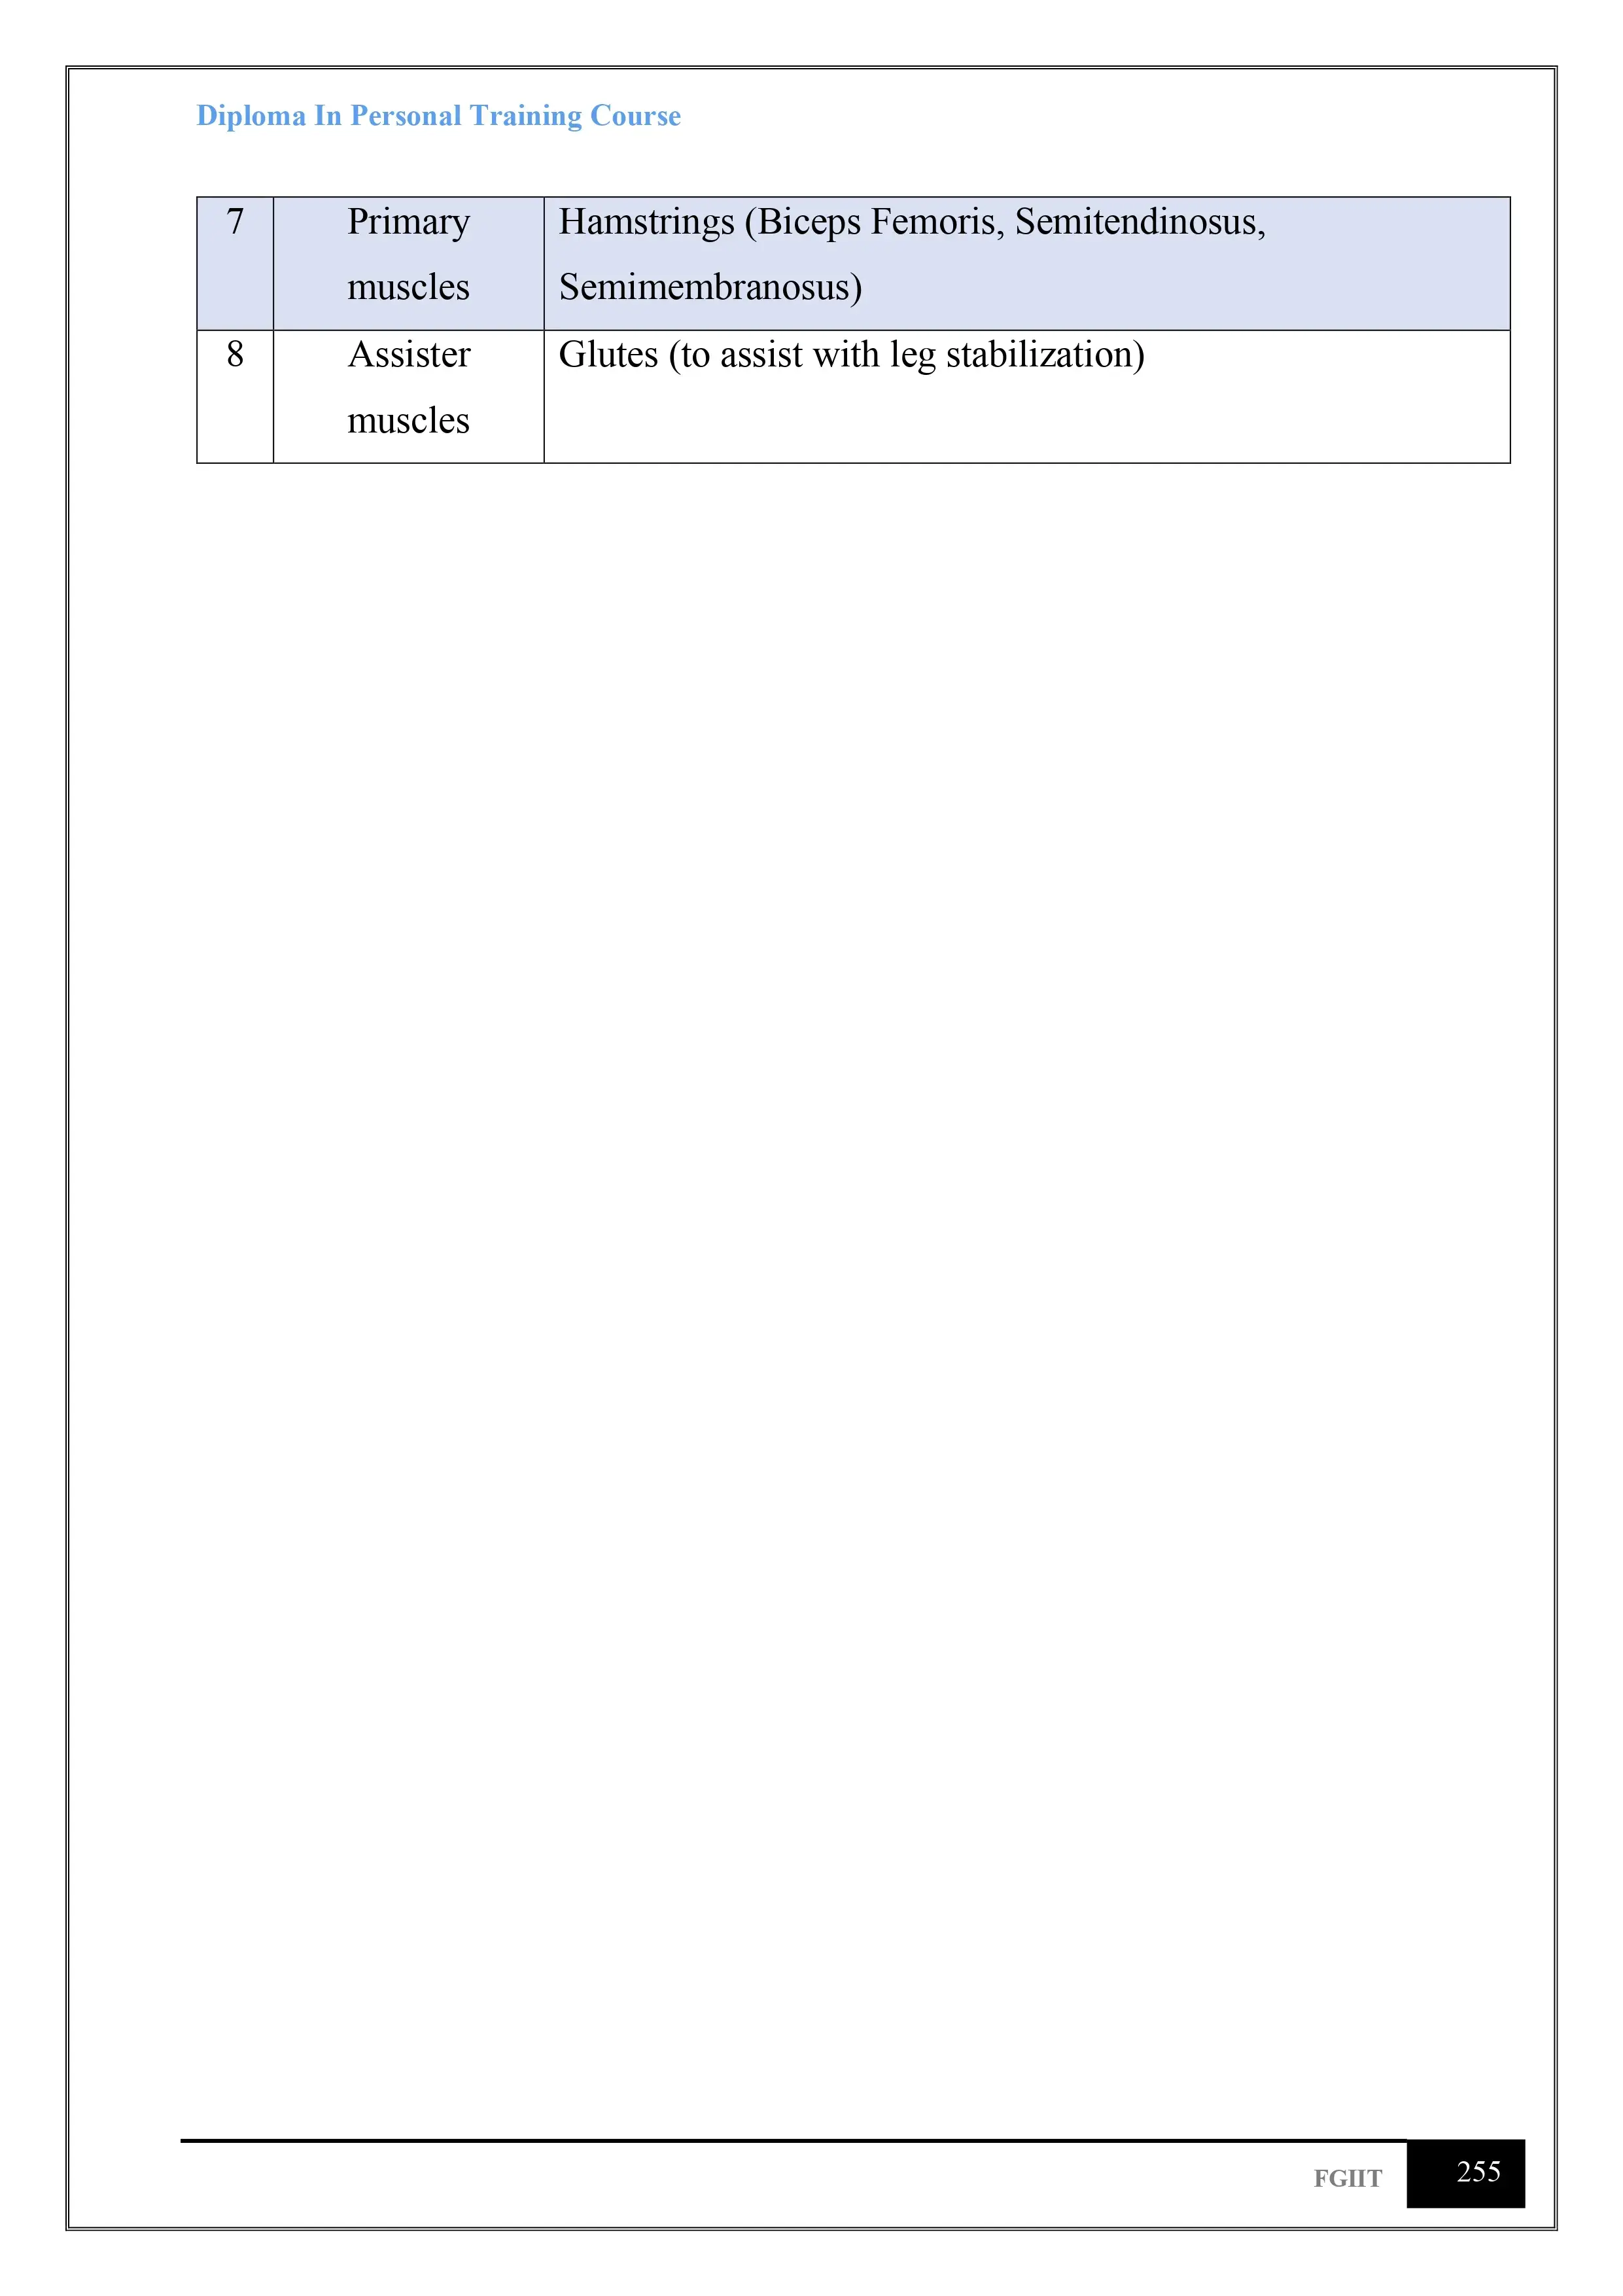 Diploma In Personal Training Course
7 Primary Hamstrings (Biceps Femoris, Semitendinosus,
muscles Semimembranosus)
8 Assister Glutes (to assist with leg stabilization)
muscles
FGIIT 255